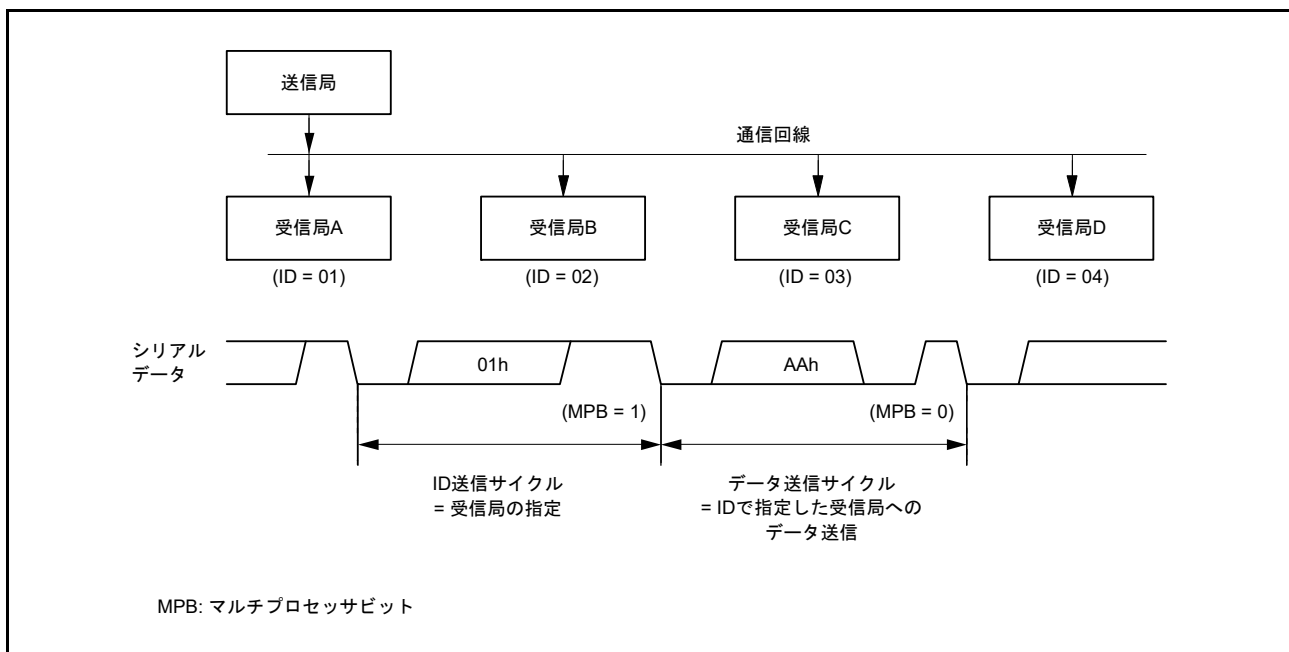 送信局
通信回線
受信局A
受信局B
受信局C
受信局D
(ID = 01)
(ID = 02)
(ID = 03)
(ID = 04)
シリアル
データ
01h
AAh
(MPB = 1)
(MPB = 0)
ID送信サイクル
= 受信局の指定
データ送信サイクル
= IDで指定した受信局への
データ送信
MPB: マルチプロセッサビット